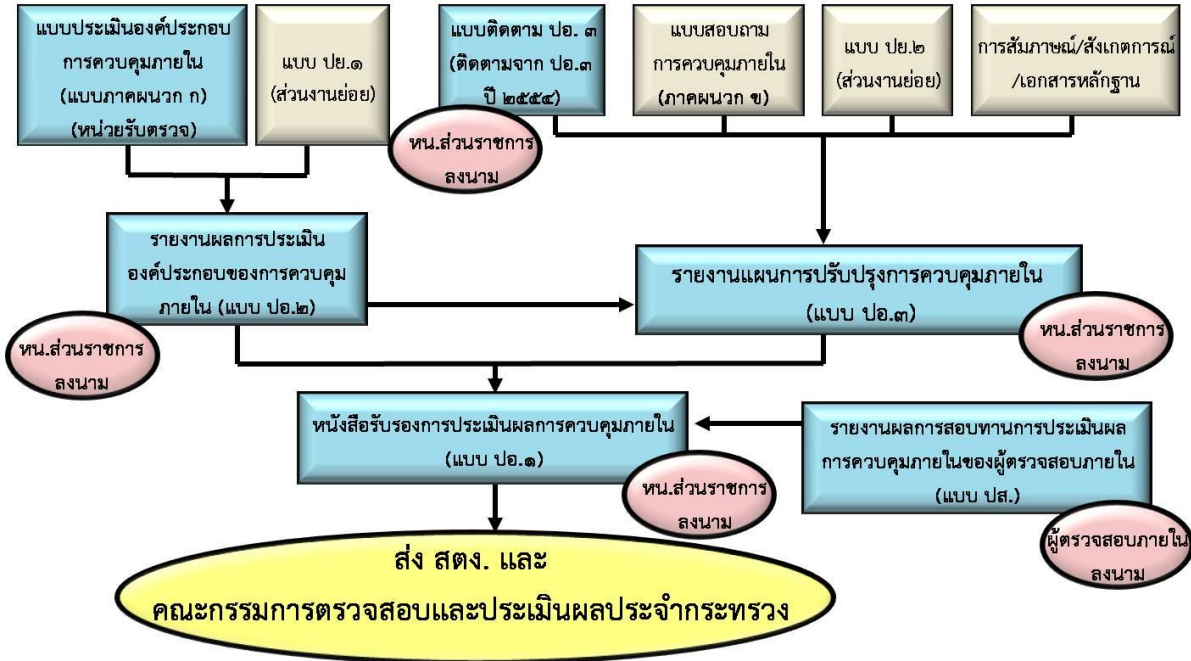 แบบประเมินองค์ประกอบ
การควบคุมภายใน
(แบบภาคผนวก ก)
(หน่วยรับตรวจ)
แบบ ปย.๑
(ส่วนงานย่อย)
แบบติดตาม ปอ. ๓
(ติดตามจาก ปอ.๓
ปี ๒๕๕๔)
หน.ส่วนราชการ
ลงนาม
แบบสอบถาม
การควบคุมภายใน
(ภาคผนวก ข)
แบบ ปย.๒
(ส่วนงานย่อย)
การสัมภาษณ์/สังเกตการณ์
/เอกสารหลักฐาน
รายงานผลการประเมิน
องค์ประกอบของการควบคุม
ภายใน (แบบ ปอ.๒)
หน.ส่วนราชการ
ลงนาม
รายงานแผนการปรับปรุงการควบคุมภายใน
(แบบ ปอ.๓)
หน.ส่วนราชการ
ลงนาม
หนังสือรับรองการประเมินผลการควบคุมภายใน
(แบบ ปอ.๑)
หน.ส่วนราชการ
ลงนาม
รายงานผลการสอบทานการประเมินผล
การควบคุมภายในของผู้ตรวจสอบภายใน
(แบบ ปส.)
ผู้ตรวจสอบภายใน
ลงนาม
ส่ง สตง. และ
คณะกรรมการตรวจสอบและประเมินผลประจำกระทรวง